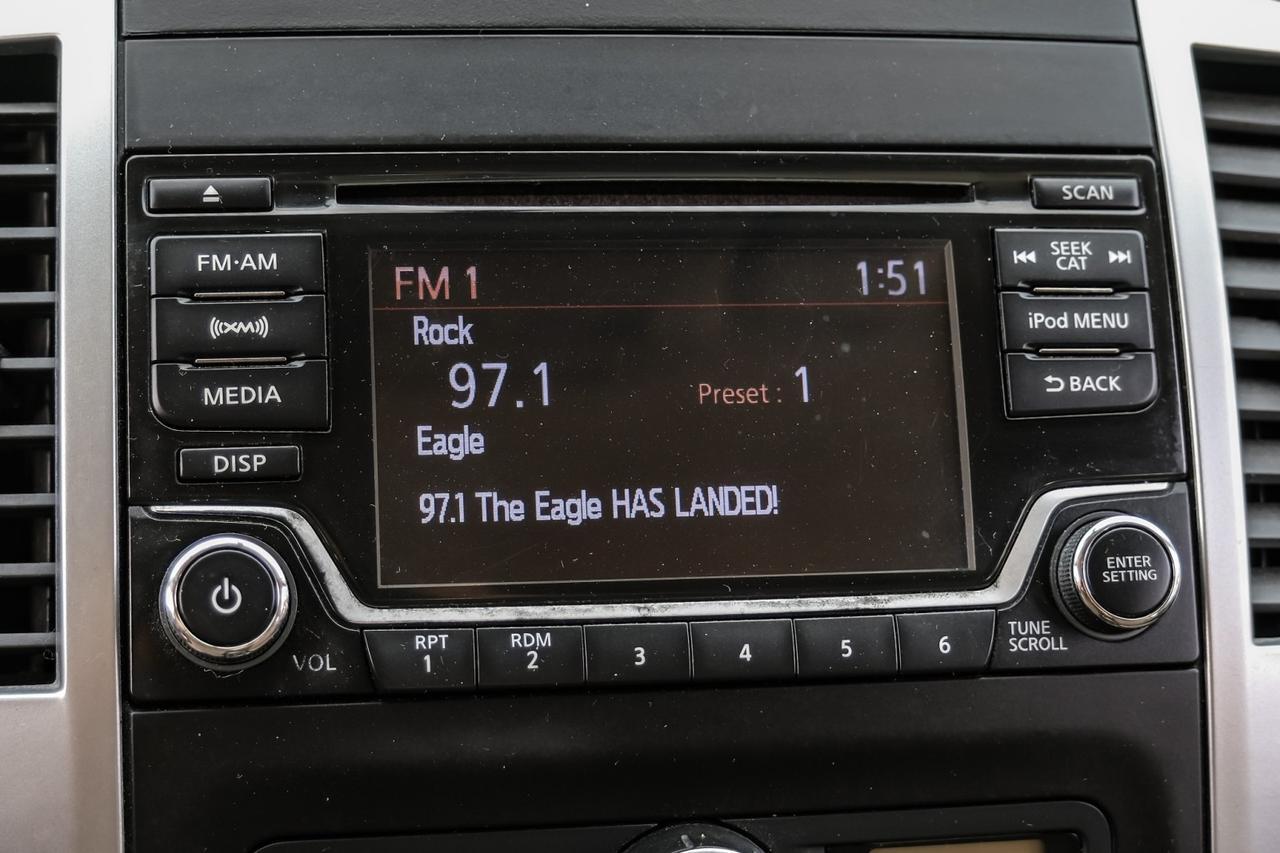 SCAN
FM·AM
XM
MEDIA
DISP
FM 1 1:51
Rock
97.1 Preset : 1
Eagle
97.1 The Eagle HAS LANDED!
SEEK
CAT
iPod MENU
BACK
VOL
RPT
1
RDM
2
3
4
5
6
TUNE
SCROLL
ENTER
SETTING